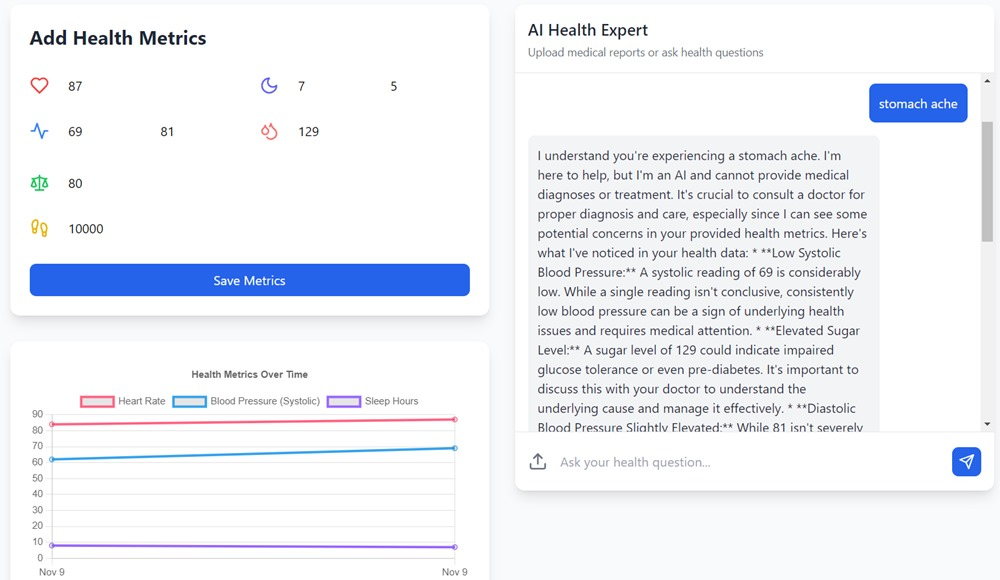 Add Health Metrics
87
7
5
69
81
129
80
10000
Save Metrics
Health Metrics Over Time
Heart Rate
Blood Pressure (Systolic)
Sleep Hours
90
80
70
60
50
40
30
20
10
0
Nov 9
Nov 9
AI Health Expert
Upload medical reports or ask health questions
stomach ache
I understand you're experiencing a stomach ache. I'm
here to help, but I'm an AI and cannot provide medical
diagnoses or treatment. It's crucial to consult a doctor for
proper diagnosis and care, especially since I can see some
potential concerns in your provided health metrics. Here's
what I've noticed in your health data: * **Low Systolic
Blood Pressure:** A systolic reading of 69 is considerably
low. While a single reading isn't conclusive, consistently
low blood pressure can be a sign of underlying health
issues and requires medical attention. * **Elevated Sugar
Level:** A sugar level of 129 could indicate impaired
glucose tolerance or even pre-diabetes. It's important to
discuss this with your doctor to understand the
underlying cause and manage it effectively. * **Diastolic
Blood Pressure Slightly Elevated:** While 81 isn't severely
Ask your health question...